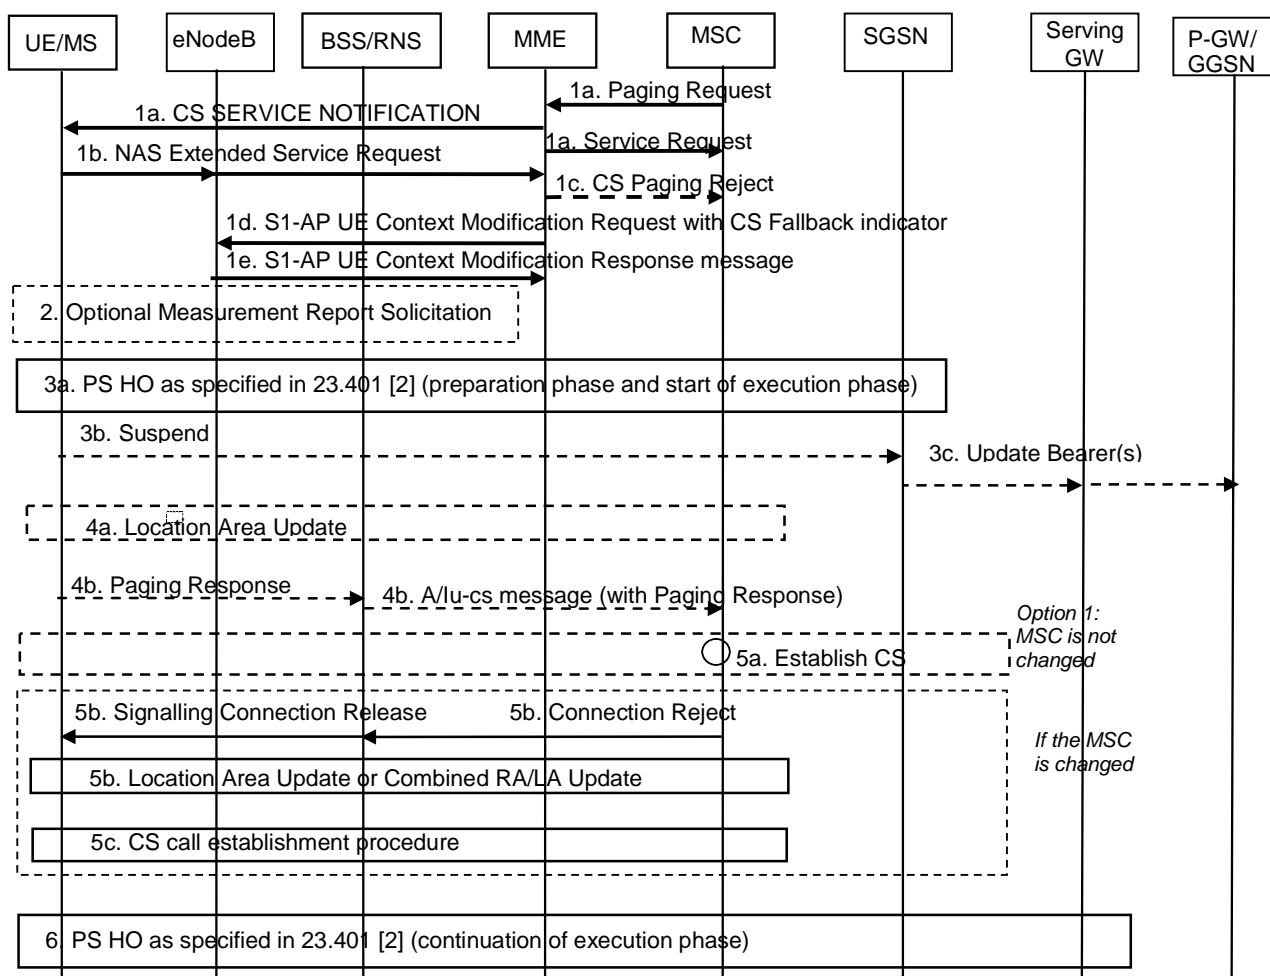 UE/MS
eNodeB
BSS/RNS
MME
MSC
SGSN
Serving
GW
P-GW/
GGSN
1a. Paging Request
1a. CS SERVICE NOTIFICATION
1a. Service Request
1b. NAS Extended Service Request
1c. CS Paging Reject
1d. S1-AP UE Context Modification Request with CS Fallback indicator
1e. S1-AP UE Context Modification Response message
2. Optional Measurement Report Solicitation
3a. PS HO as specified in 23.401 [2] (preparation phase and start of execution phase)
3b. Suspend
3c. Update Bearer(s)
4a. Location Area Update
4b. Paging Response
4b. A/Iu-cs message (with Paging Response)
Option 1:
MSC is not
changed
5a. Establish CS
5b. Signalling Connection Release
5b. Connection Reject
If the MSC
is changed
5b. Location Area Update or Combined RA/LA Update
5c. CS call establishment procedure
6. PS HO as specified in 23.401 [2] (continuation of execution phase)